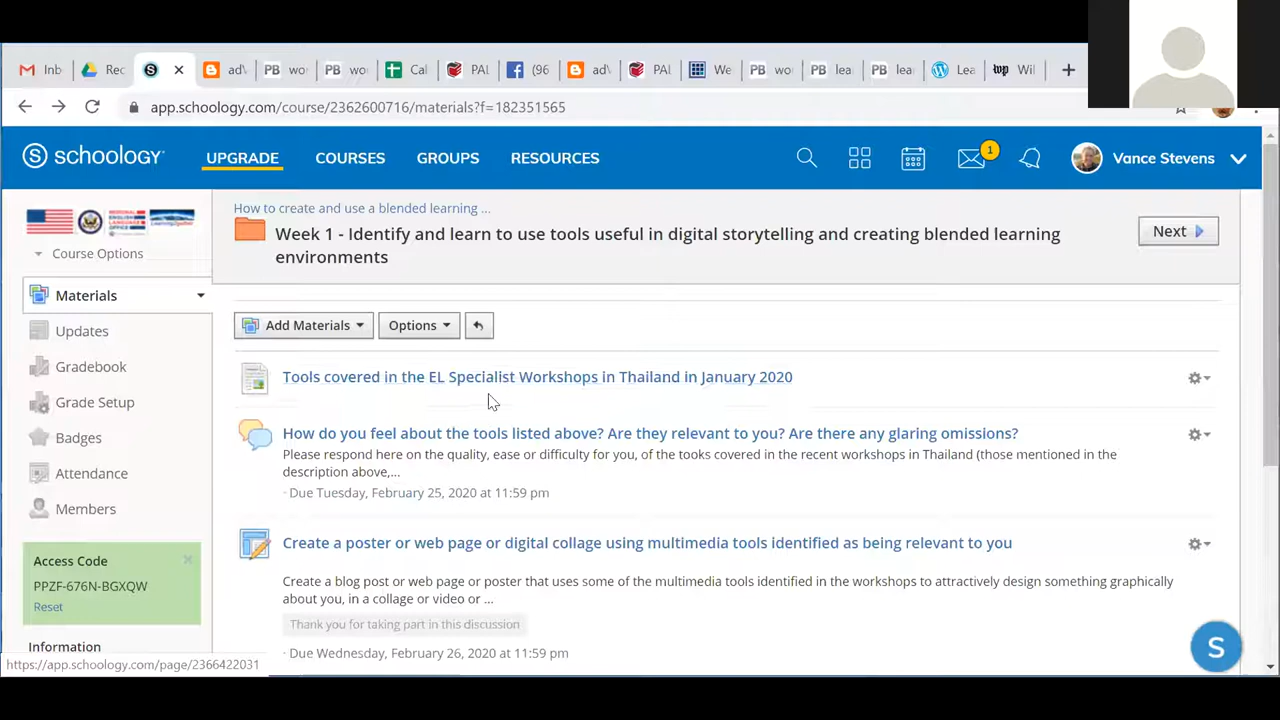 Inb
Rec
adV
PB wo
PB wo
Cal
PAL
(96
adV
PAL
We
PB wo
PB lea
PB lea
Lea
wp Wil
app.schoology.com/course/2362600716/materials?f=182351565
S schoology
UPGRADE
COURSES
GROUPS
RESOURCES
1
Vance Stevens
How to create and use a blended learning ...
Week 1 - Identify and learn to use tools useful in digital storytelling and creating blended learning
environments
Next
Course Options
Materials
Updates
Gradebook
Grade Setup
Badges
Attendance
Members
Access Code
PPZF-676N-BGXQW
Reset
Information
Add Materials
Options
Tools covered in the EL Specialist Workshops in Thailand in January 2020
How do you feel about the tools listed above? Are they relevant to you? Are there any glaring omissions?
Please respond here on the quality, ease or difficulty for you, of the tooks covered in the recent workshops in Thailand (those mentioned in the
description above,...
· Due Tuesday, February 25, 2020 at 11:59 pm
Create a poster or web page or digital collage using multimedia tools identified as being relevant to you
Create a blog post or web page or poster that uses some of the multimedia tools identified in the workshops to attractively design something graphically
about you, in a collage or video or ...
Thank you for taking part in this discussion
· Due Wednesday, February 26, 2020 at 11:59 pm
S
https://app.schoology.com/page/2366422031